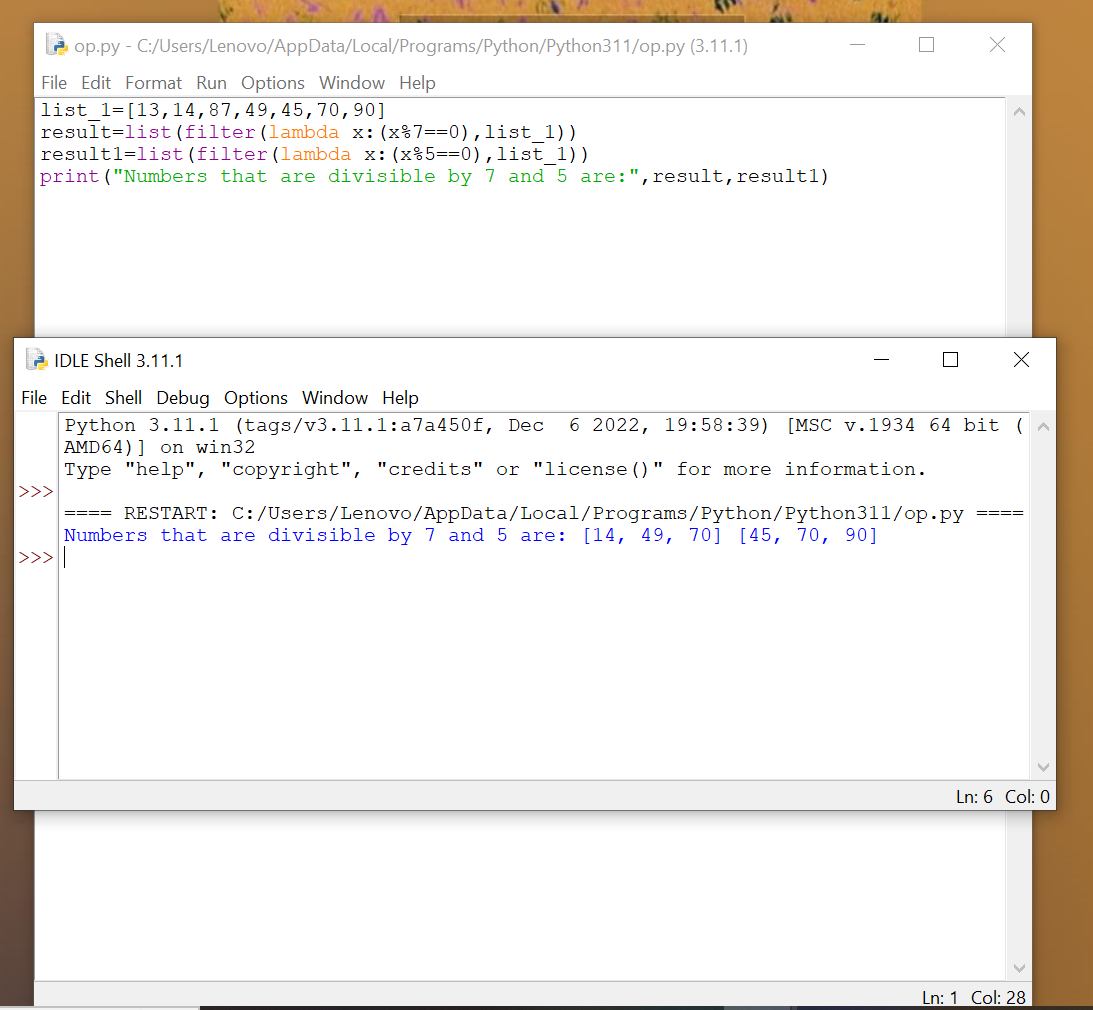 op.py - C:/Users/Lenovo/AppData/Local/Programs/Python/Python311/op.py (3.11.1)
File Edit Format Run Options Window Help
list_1=[13,14,87,49,45,70,90]
result=list(filter(lambda x:(x%7==0),list_1))
result1=list(filter(lambda x:(x%5==0),list_1))
print("Numbers that are divisible by 7 and 5 are:",result,result1)
IDLE Shell 3.11.1
File Edit Shell Debug Options Window Help
Python 3.11.1 (tags/v3.11.1:a7a450f, Dec  6 2022, 19:58:39) [MSC v.1934 64 bit (
AMD64)] on win32
Type "help", "copyright", "credits" or "license()" for more information.
>>>
==== RESTART: C:/Users/Lenovo/AppData/Local/Programs/Python/Python311/op.py ====
Numbers that are divisible by 7 and 5 are: [14, 49, 70] [45, 70, 90]
>>>
Ln: 6 Col: 0
Ln: 1 Col: 28